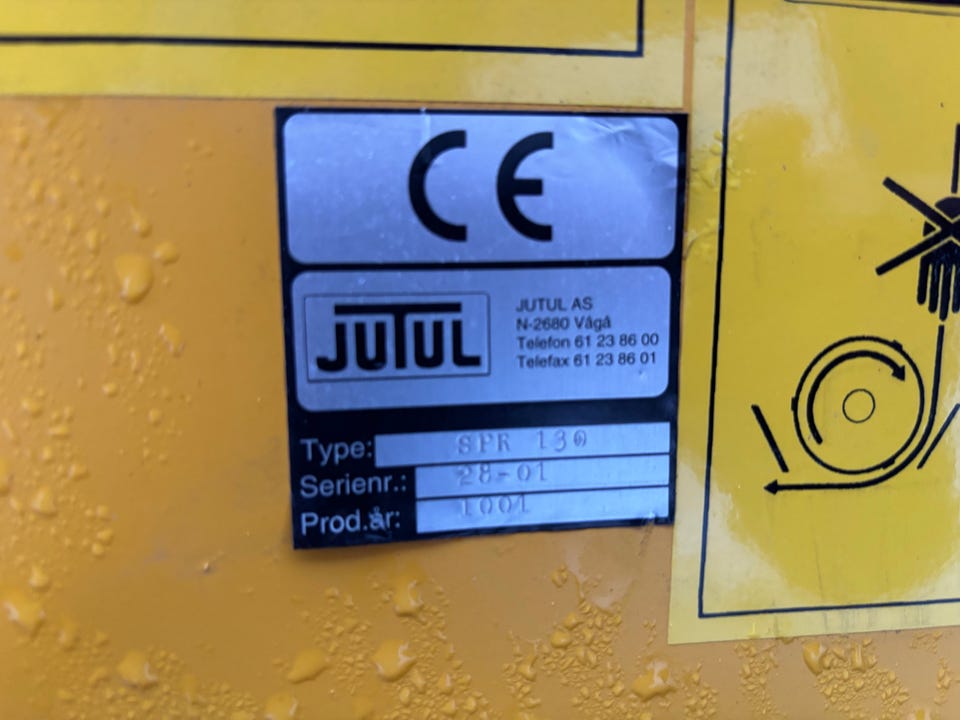 CE
JUTUL
JUTUL AS
N-2680 Vågå
Telefon 61 23 86 00
Telefax 61 23 86 01
Type: SPR 130
Serienr.: 28-01
Prod.år: 1001